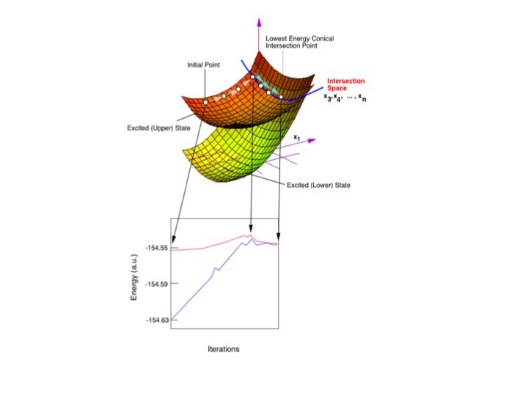 Lowest Energy Conical
Intersection Point
Initial Point
Intersection
Space
x3,x4, ... , xn
Excited (Upper) State
x1
Excited (Lower) State
-154.55
-154.59
-154.63
Energy (a.u.)
Iterations